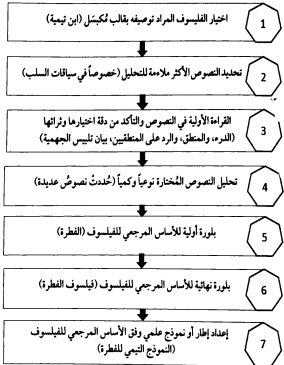 1
اختيار الفليسوف المراد توصيفه بقالب مُكبسَل (ابن تيمية)
2
تحديد النصوص الأكثر ملاءمة للتحليل (خصوصاً في سياقات السلب)
3
القراءة الأولية في النصوص والتأكد من دقة اختيارها وثرائها
(الدرء، والمنطق، والرد على المنطقيين، بيان تلبيس الجهمية)
4
تحليل النصوص المُختارة نوعياً وكمياً (حُددتْ نصوصٌ عديدة)
5
بلورة أولية للأساس المرجعي للفيلسوف (الفطرة)
6
بلورة نهائية للأساس المرجعي للفيلسوف (فيلسوف الفطرة)
7
إعداد إطار أو نموذج علمي وفق الأساس المرجعي للفيلسوف
(النموذج التيمي للفطرة)